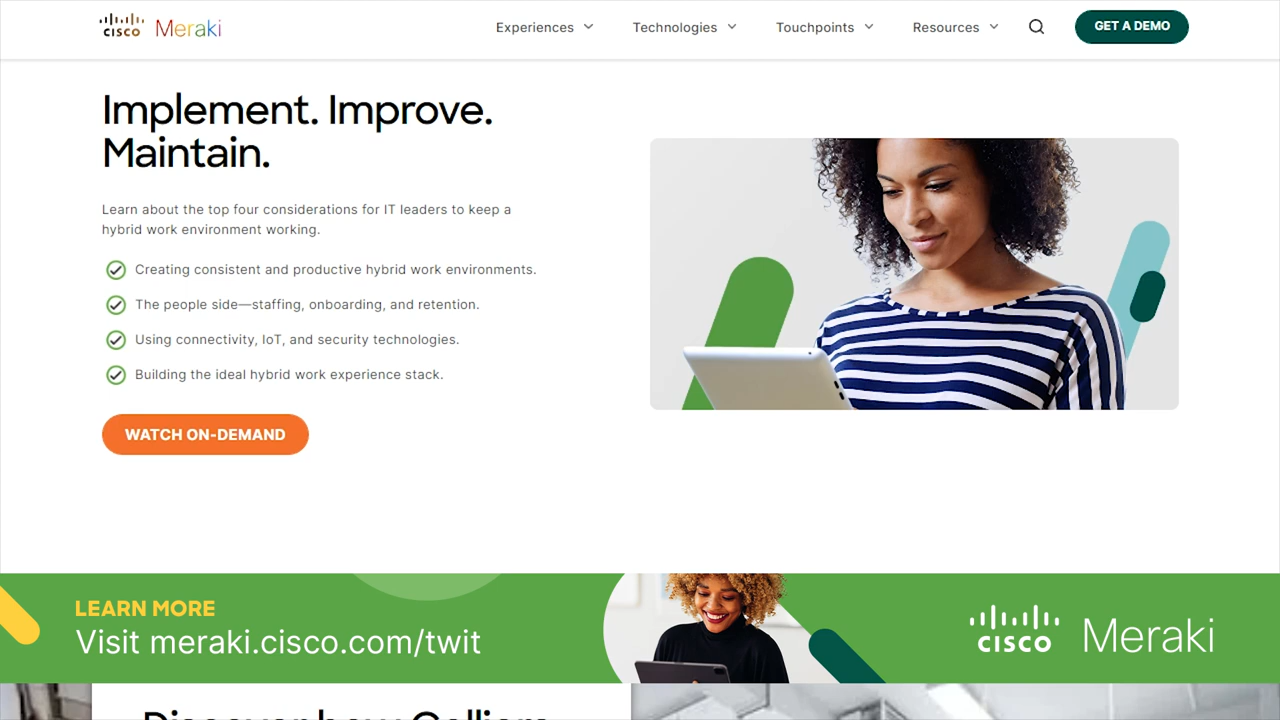 cisco Meraki
Experiences
Technologies
Touchpoints
Resources
GET A DEMO
Implement. Improve.
Maintain.
Learn about the top four considerations for IT leaders to keep a
hybrid work environment working.
Creating consistent and productive hybrid work environments.
The people side—staffing, onboarding, and retention.
Using connectivity, IoT, and security technologies.
Building the ideal hybrid work experience stack.
WATCH ON-DEMAND
LEARN MORE
Visit meraki.cisco.com/twit
cisco Meraki